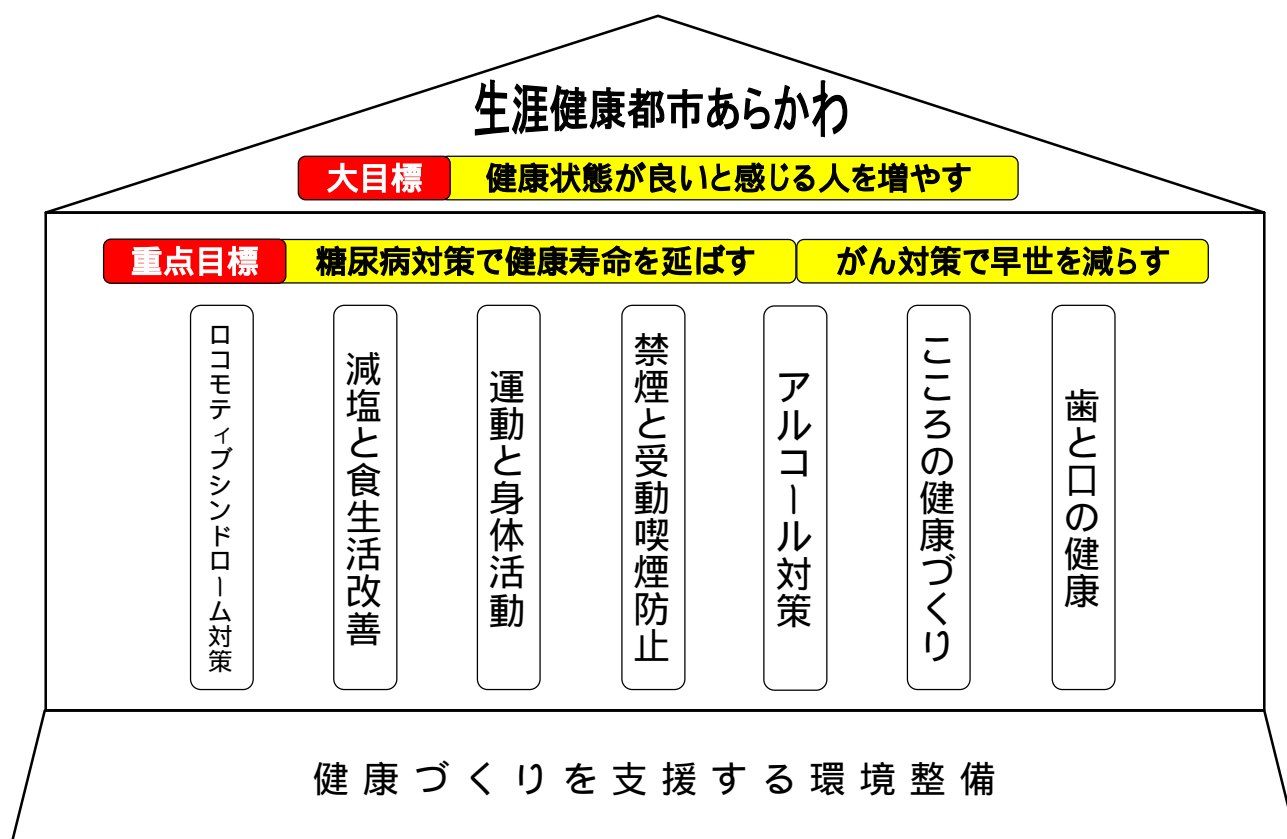 生涯健康都市あらかわ
大目標 健康状態が良いと感じる人を増やす
重点目標 糖尿病対策で健康寿命を延ばす がん対策で早世を減らす
ロコモティブシンドローム対策
減塩と食生活改善
運動と身体活動
禁煙と受動喫煙防止
アルコール対策
こころの健康づくり
歯と口の健康
健康づくりを支援する環境整備